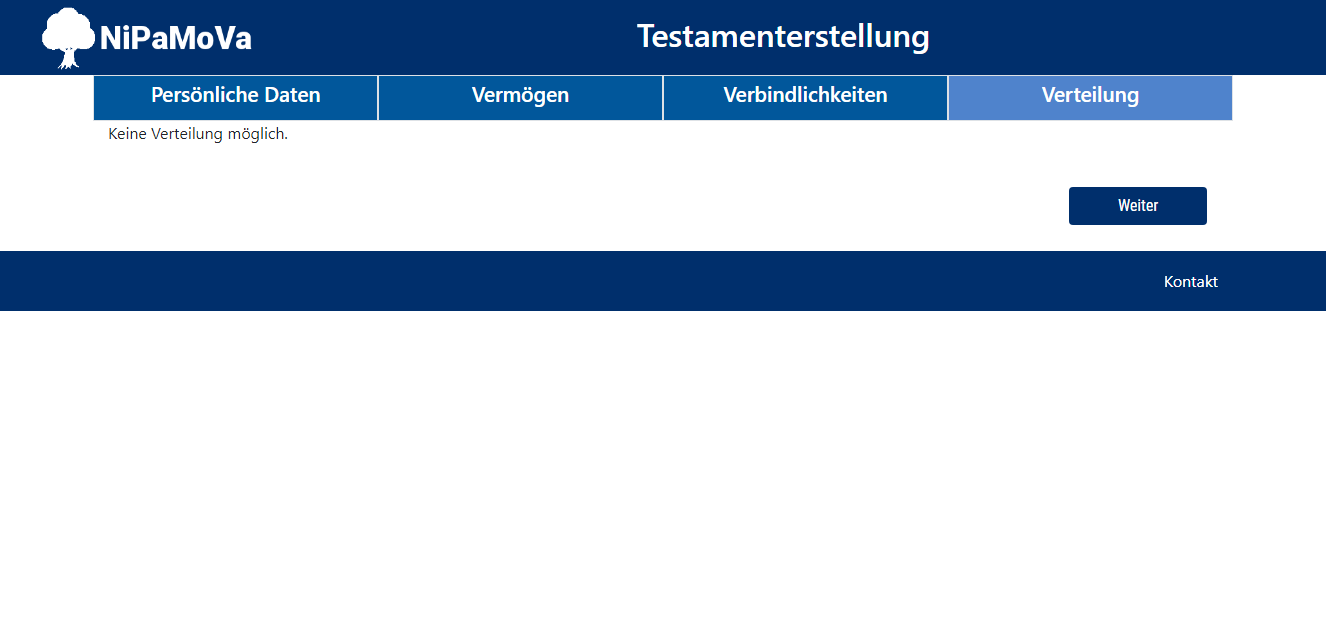 NiPaMoVa
Testamenterstellung
Persönliche Daten
Vermögen
Verbindlichkeiten
Verteilung
Keine Verteilung möglich.
Weiter
Kontakt